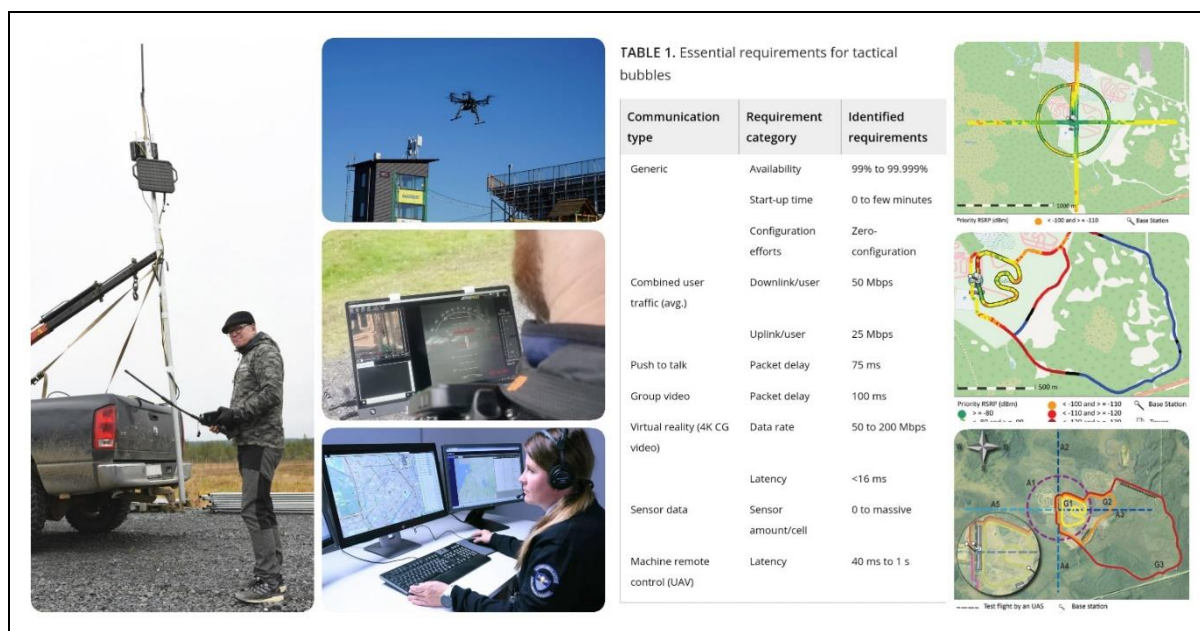 TABLE 1. Essential requirements for tactical
bubbles
Communication type Requirement category Identified requirements
Generic Availability 99% to 99.999%
Start-up time 0 to few minutes
Configuration efforts Zero-configuration
Combined user traffic (avg.) Downlink/user 50 Mbps
Uplink/user 25 Mbps
Push to talk Packet delay 75 ms
Group video Packet delay 100 ms
Virtual reality (4K CG video) Data rate 50 to 200 Mbps
Latency <16 ms
Sensor data Sensor amount/cell 0 to massive
Machine remote control (UAV) Latency 40 ms to 1 s
1000 m
Priority RSRP (dBm) < -100 and > = -110 Base Station
500 m
Priority RSRP (dBm) < -100 and > = -110 Base Station
> = -80 < -110 and > = -120
A2
A1
A5 G1 G2
A3
A4
G3
Test flight by an UAS Base station